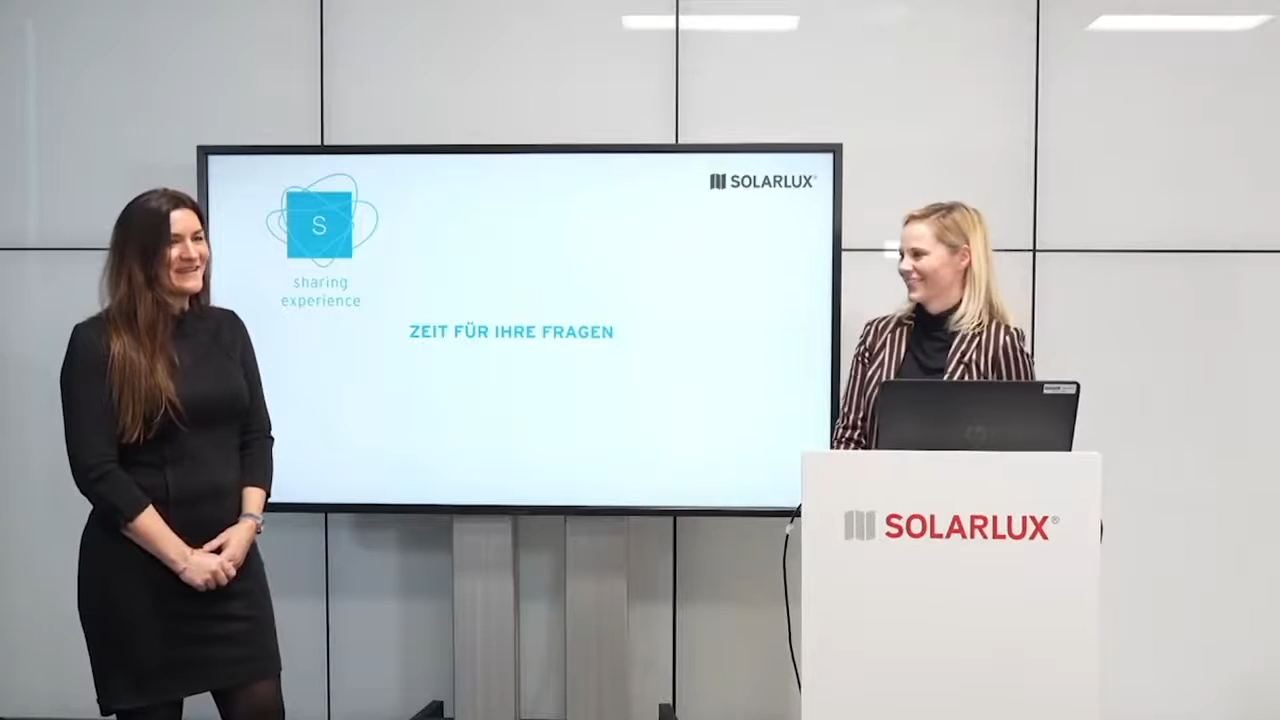 SOLARLUX®
S
sharing
experience
ZEIT FÜR IHRE FRAGEN
SOLARLUX®